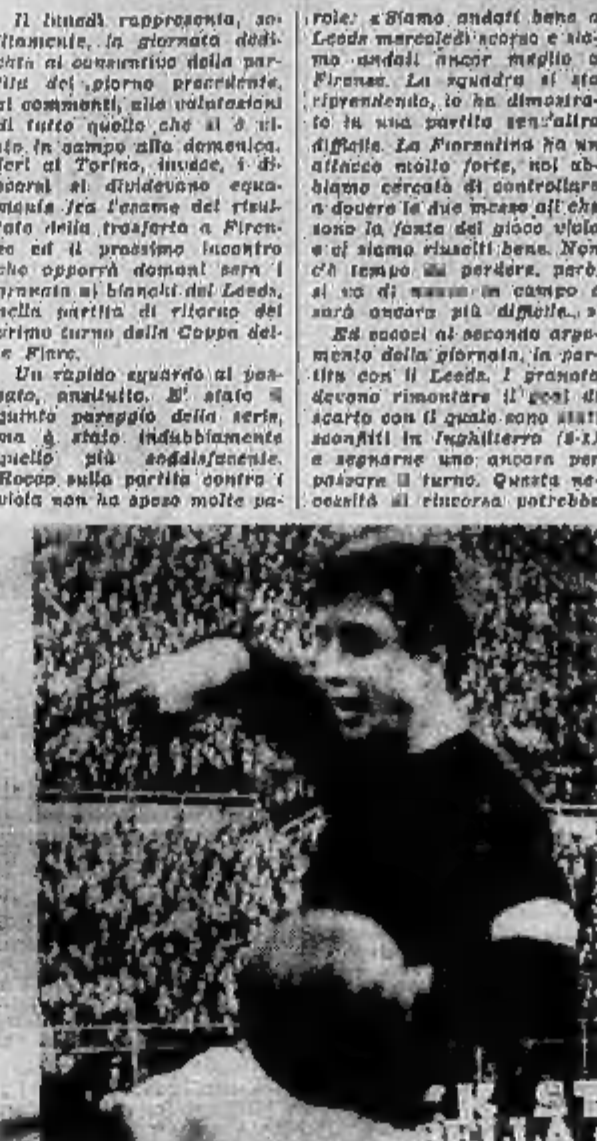 Il lunedì rappresenta, so-
litamente, la giornata dedi-
cata al consuntivo della par-
tita del giorno precedente,
ai commenti, alle valutazioni
di tutto quello che si è vi-
sto in campo alla domenica.
Ieri al Torino, invece, i di-
scorsi si dividevano equa-
mente fra l'esame del risul-
tato della trasferta a Firen-
ze ed il prossimo incontro
che opporrà domani sera i
granata ai bianchi del Leeds,
nella partita di ritorno del
primo turno della Coppa del-
le Fiere.
Un rapido sguardo al pas-
sato, anzitutto. E' stato il
quinto pareggio della serie,
ma è stato indubbiamente
quello più soddisfacente.
Rocco sulla partita contro i
viola non ha speso molte pa-
role: «Siamo andati bene a
Leeds mercoledì scorso e sia-
mo andati ancor meglio a
Firenze. La squadra si sta
riprendendo, lo ha dimostra-
to in una partita senz'altro
difficile. La Fiorentina ha un
attacco molto forte, noi ab-
biamo cercato di controllare
a dovere le due mezze ali che
sono la fonte del gioco viola
e ci siamo riusciti bene. Non
c'è tempo da perdere, però,
si va di nuovo in campo e
sarà ancora più difficile.. »
Ed eccoci al secondo argo-
mento della giornata, la par-
tita con il Leeds. I granata
devono rimontare il goal di
scarto con il quale sono stati
sconfitti in Inghilterra (2-1)
e segnarne uno ancora per
passare il turno. Questa ne-
cessità di rincorsa potrebbe